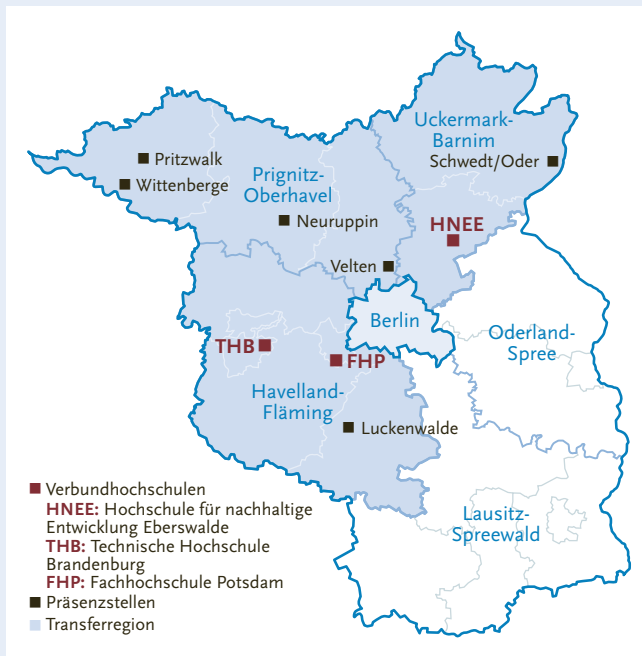 Uckermark-
Barnim
Schwedt/Oder
Pritzwalk
Wittenberge
Prignitz-
Oberhavel
Neuruppin
HNEE
Velten
Berlin
Oderland-
Spree
THB
FHP
Havelland-
Fläming
Luckenwalde
Lausitz-
Spreewald
Verbundhochschulen
HNEE: Hochschule für nachhaltige
Entwicklung Eberswalde
THB: Technische Hochschule
Brandenburg
FHP: Fachhochschule Potsdam
Präsenzstellen
Transferregion